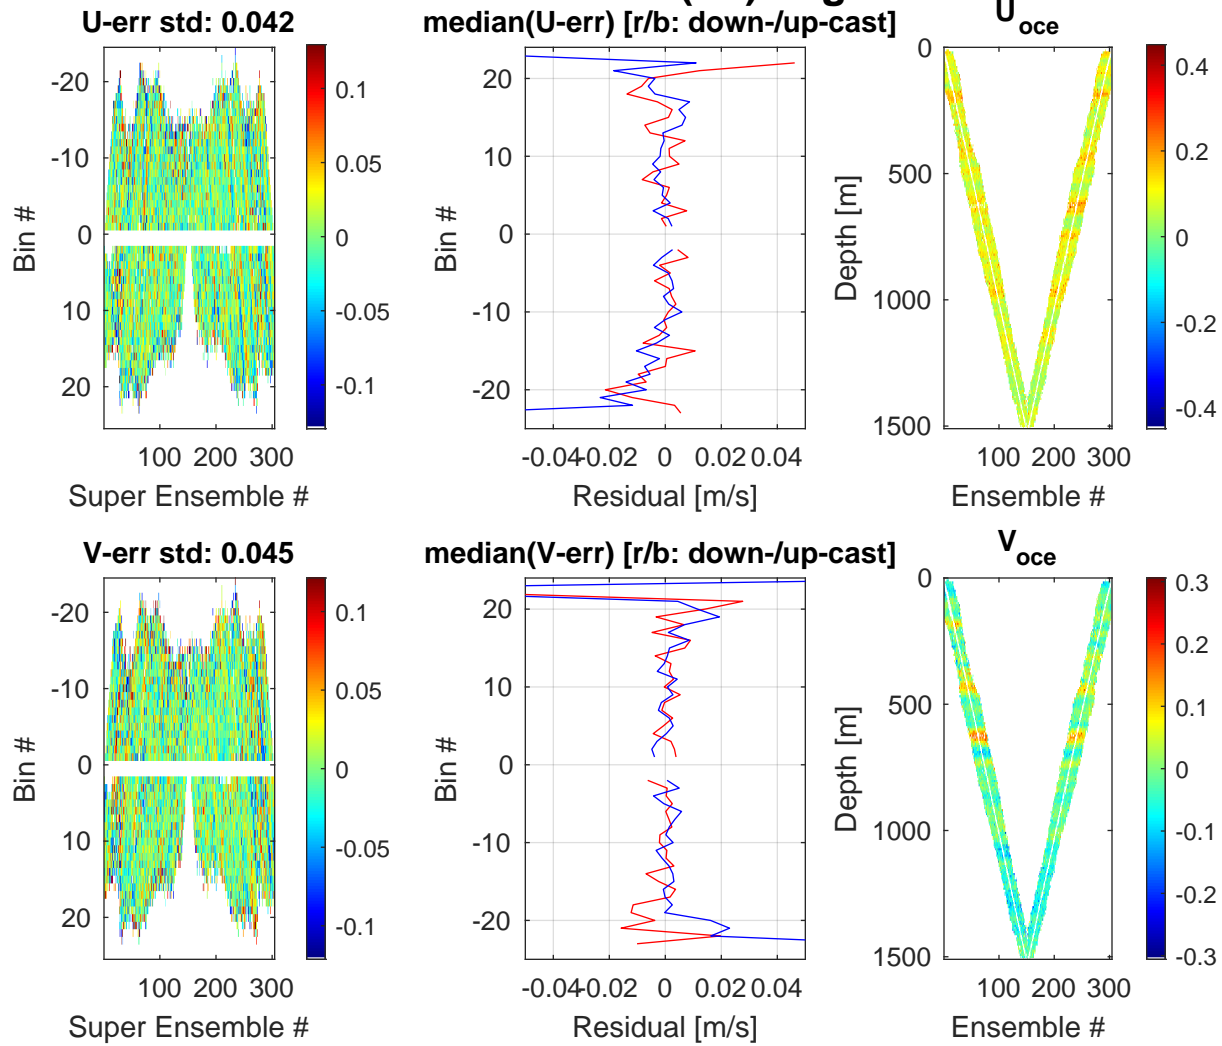 U-err std: 0.042
median(U-err) [r/b: down-/up-cast]
U_oce
-20
-10
0
10
20
Bin #
100 200 300
Super Ensemble #
0.1
0.05
0
-0.05
-0.1
20
10
0
-10
-20
Bin #
-0.04 -0.02 0 0.02 0.04
Residual [m/s]
0
500
1000
1500
Depth [m]
100 200 300
Ensemble #
0.4
0.2
0
-0.2
-0.4
V-err std: 0.045
median(V-err) [r/b: down-/up-cast]
V_oce
-20
-10
0
10
20
Bin #
100 200 300
Super Ensemble #
0.1
0.05
0
-0.05
-0.1
20
10
0
-10
-20
Bin #
-0.04 -0.02 0 0.02 0.04
Residual [m/s]
0
500
1000
1500
Depth [m]
100 200 300
Ensemble #
0.3
0.2
0.1
0
-0.1
-0.2
-0.3